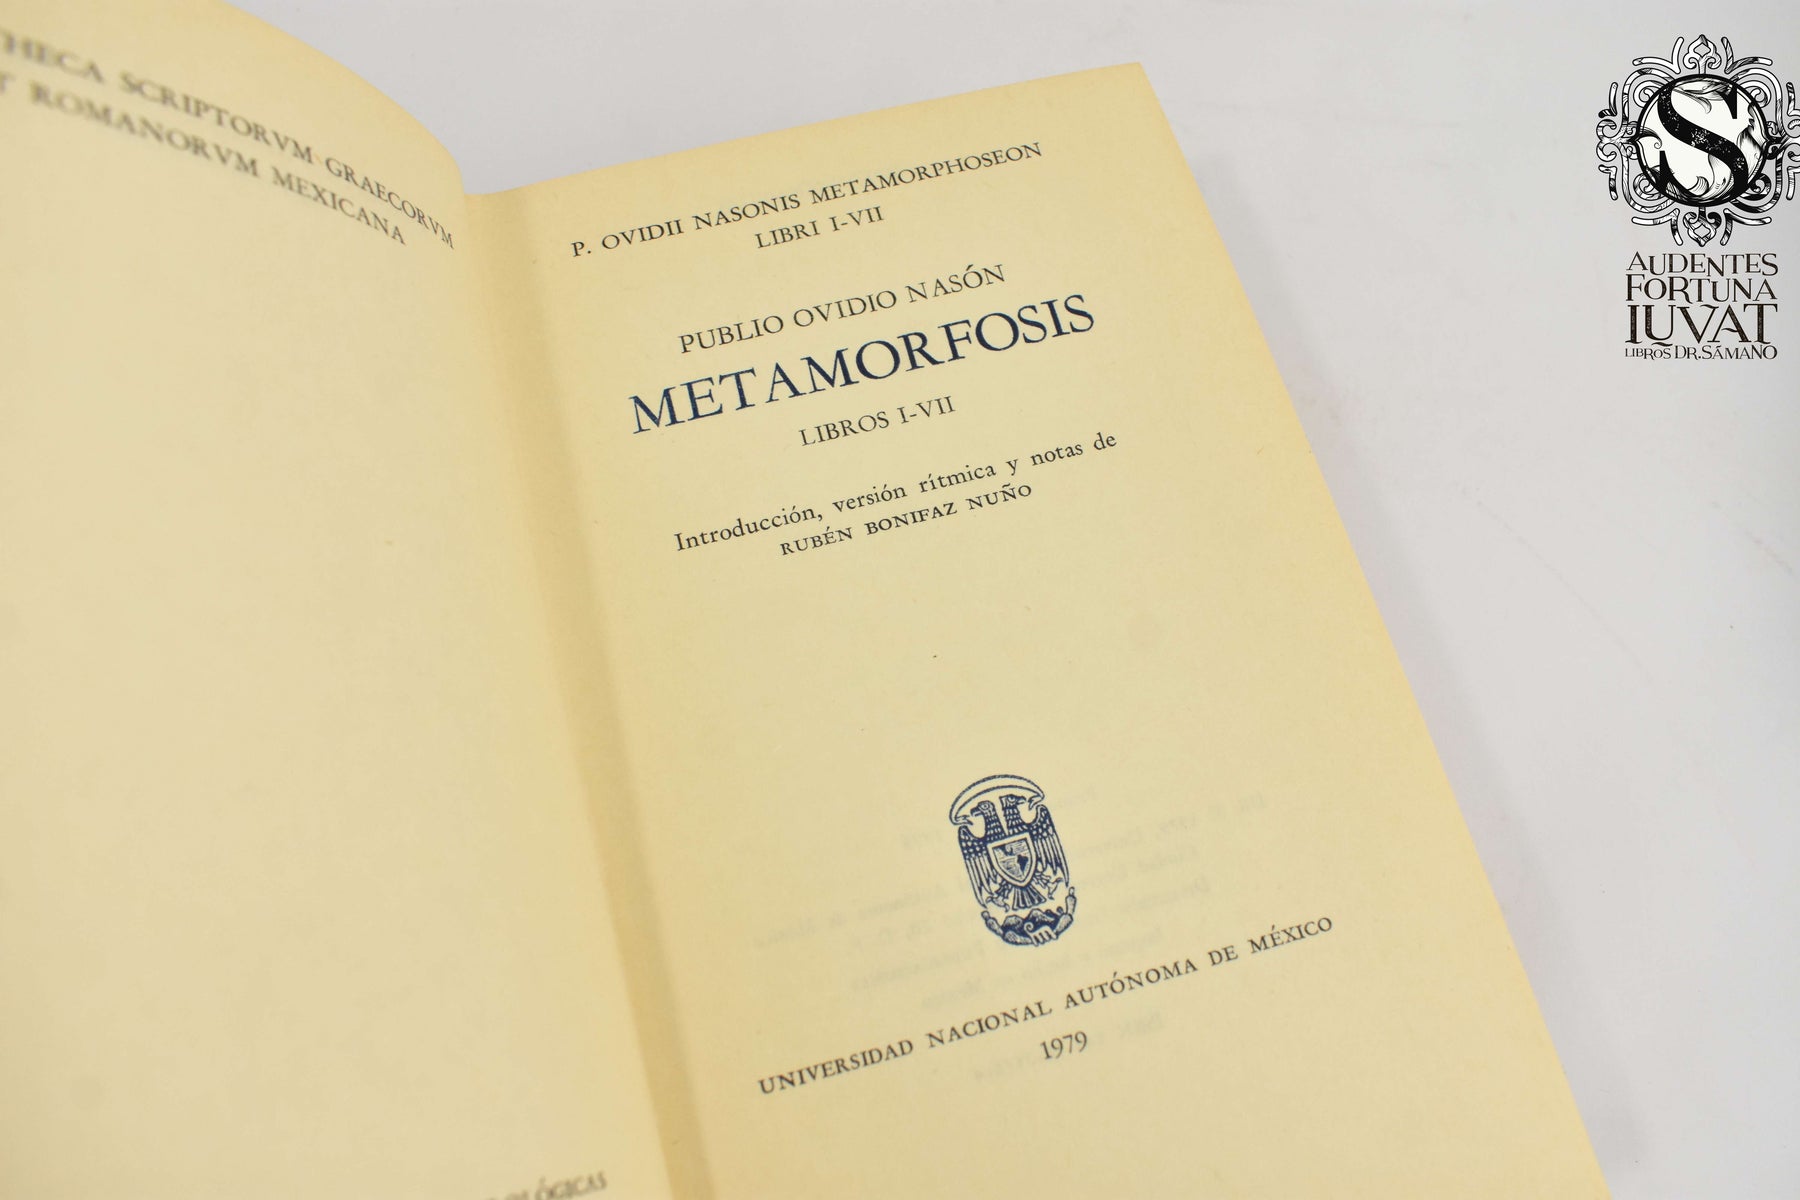 SCRIPTORVM GRAECORVM
ROMANORVM MEXICANA
P. OVIDII NASONIS METAMORPHOSEON
LIBRI I-VII
PUBLIO OVIDIO NASÓN
METAMORFOSIS
LIBROS I-VII
Introducción, versión rítmica y notas de
RUBÉN BONIFAZ NUÑO
UNIVERSIDAD NACIONAL AUTÓNOMA DE MÉXICO
1979
S
AUDENTES
FORTUNA
IUVAT
LIBROS DR. SÁMANO